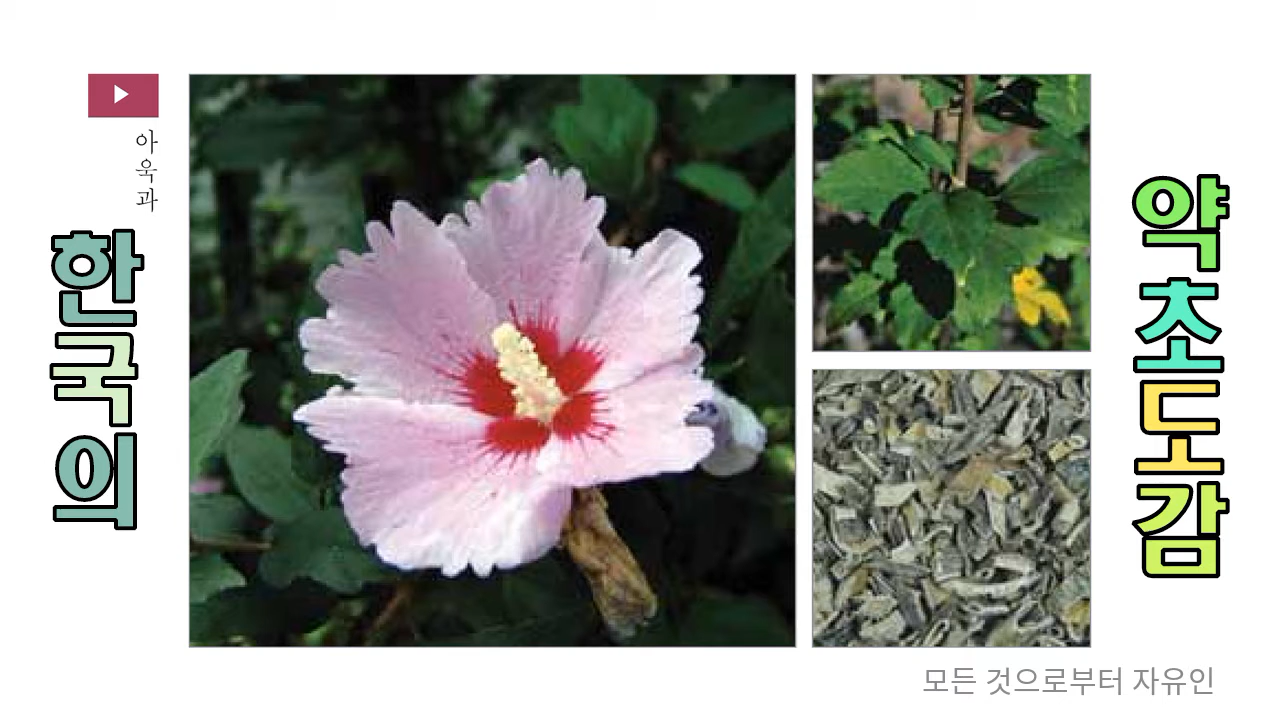 아욱과
한국의
약초도감
모든 것으로부터 자유인